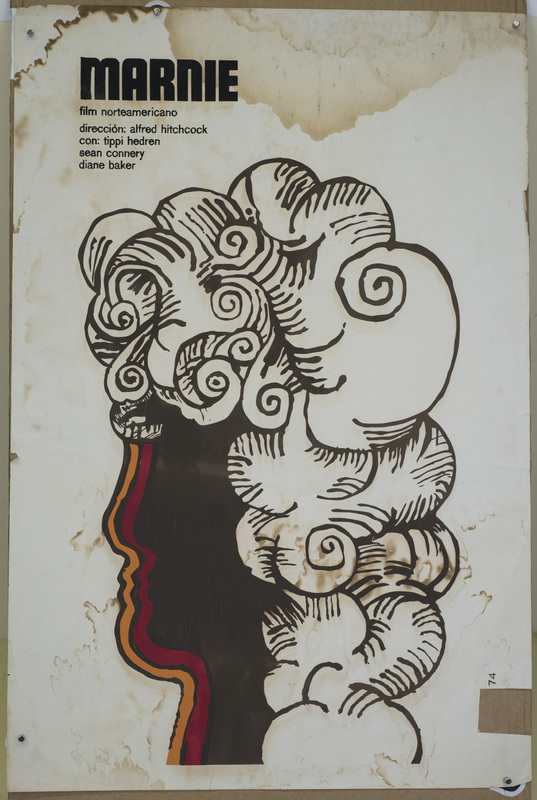 MARNIE
film norteamericano
dirección: alfred hitchcock
con: tippi hedren
sean connery
diane baker
74